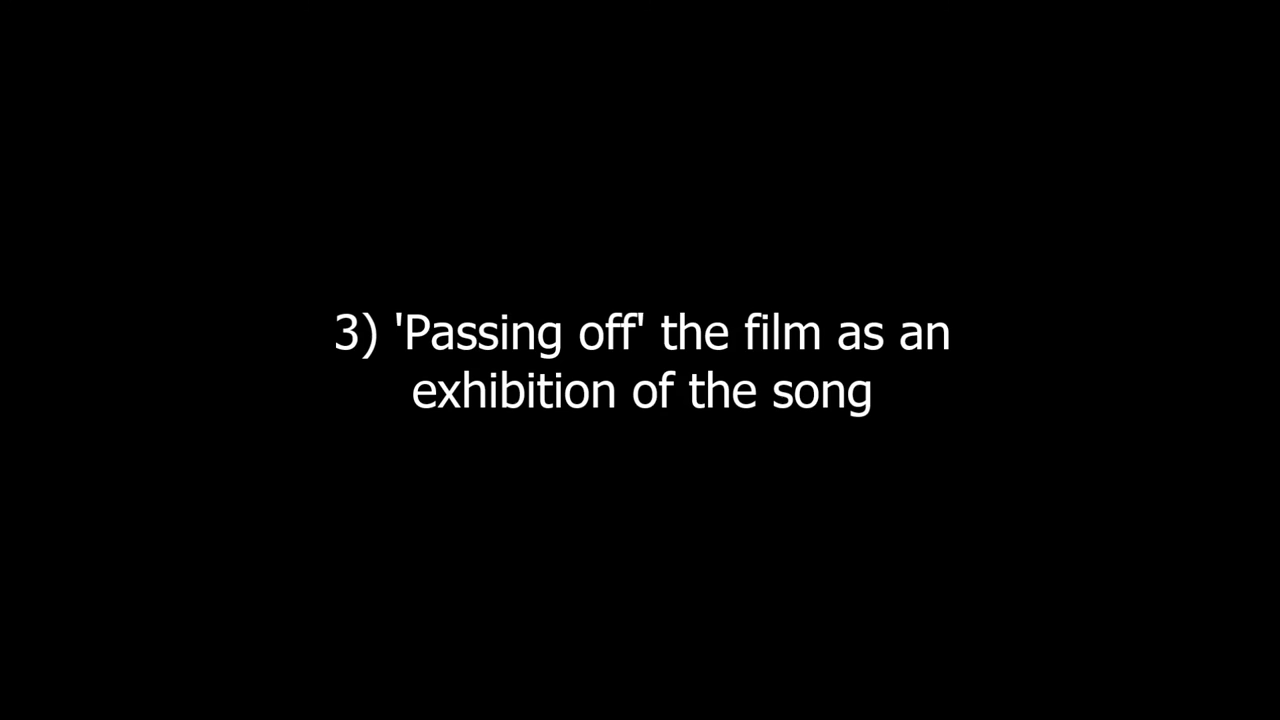 3) 'Passing off' the film as an
exhibition of the song